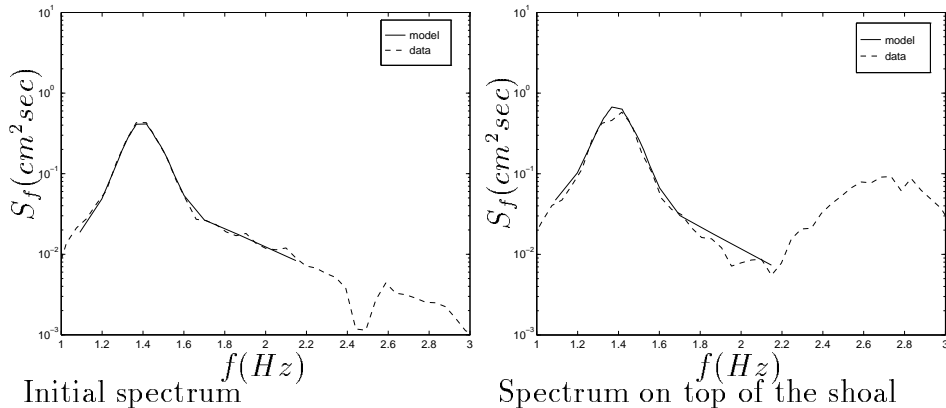 10^1
10^0
10^-1
10^-2
10^-3
S_f(cm^2 sec)
model
data
1 1.2 1.4 1.6 1.8 2 2.2 2.4 2.6 2.8 3
f(Hz)
Initial spectrum
10^1
10^0
10^-1
10^-2
10^-3
S_f(cm^2 sec)
model
data
1 1.2 1.4 1.6 1.8 2 2.2 2.4 2.6 2.8 3
f(Hz)
Spectrum on top of the shoal